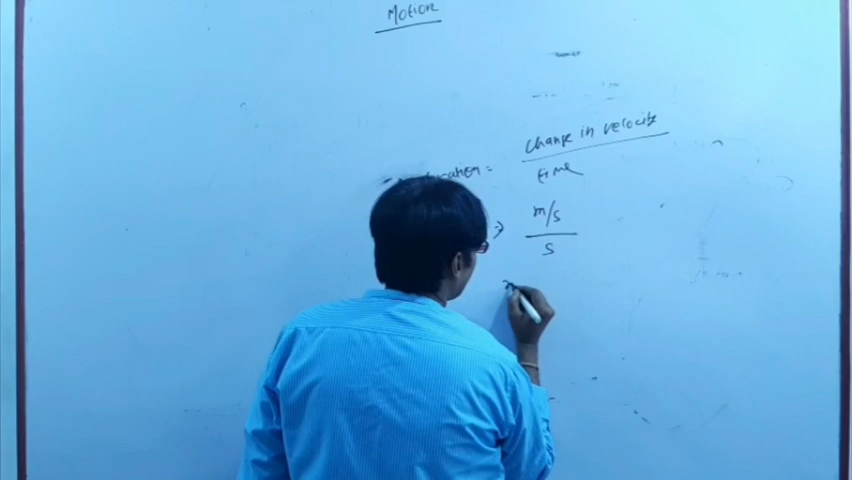 Motion
change in velocity
=
time
⇒ m/s
s